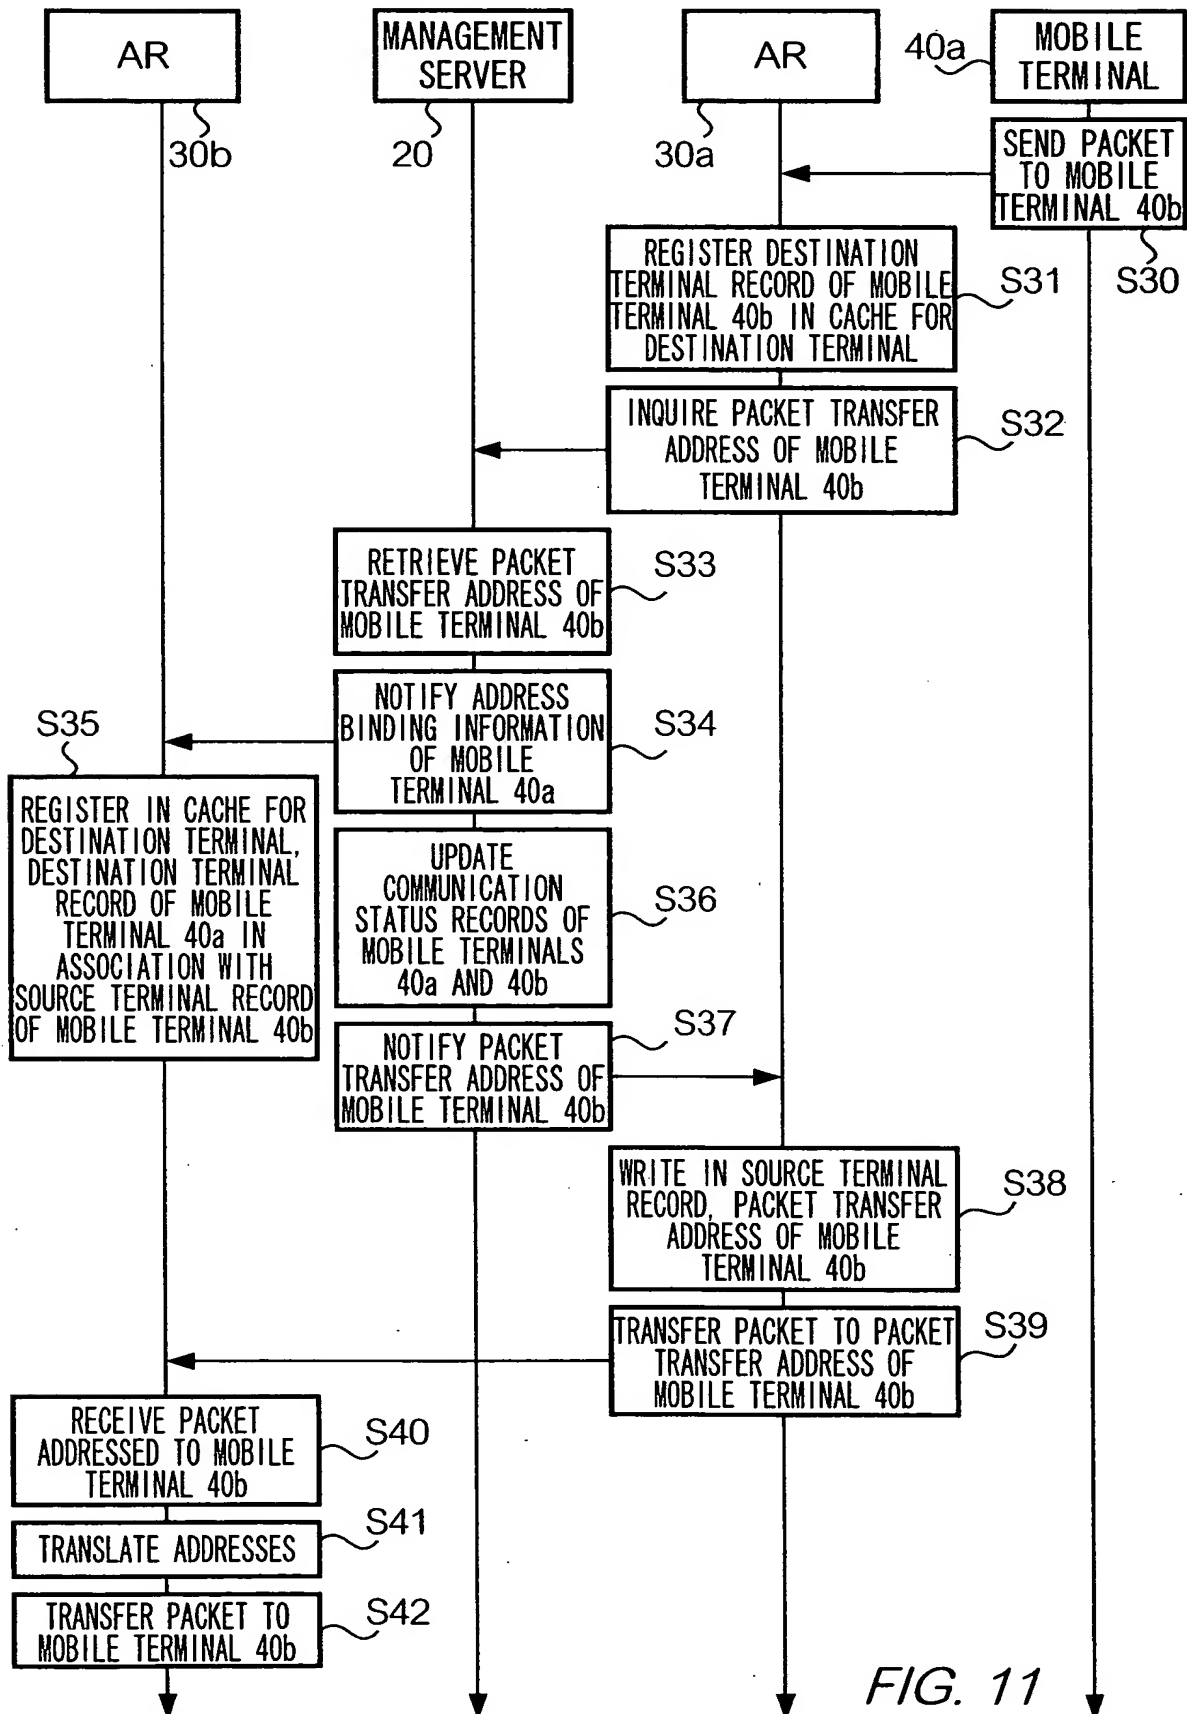 AR
MANAGEMENT
SERVER
AR
40a
MOBILE
TERMINAL
30b
20
30a
SEND PACKET
TO MOBILE
TERMINAL 40b
S30
REGISTER DESTINATION
TERMINAL RECORD OF MOBILE
TERMINAL 40b IN CACHE FOR
DESTINATION TERMINAL
S31
INQUIRE PACKET TRANSFER
ADDRESS OF MOBILE
TERMINAL 40b
S32
RETRIEVE PACKET
TRANSFER ADDRESS OF
MOBILE TERMINAL 40b
S33
NOTIFY ADDRESS
BINDING INFORMATION
OF MOBILE
TERMINAL 40a
S34
S35
REGISTER IN CACHE FOR
DESTINATION TERMINAL,
DESTINATION TERMINAL
RECORD OF MOBILE
TERMINAL 40a IN
ASSOCIATION WITH
SOURCE TERMINAL RECORD
OF MOBILE TERMINAL 40b
UPDATE
COMMUNICATION
STATUS RECORDS OF
MOBILE TERMINALS
40a AND 40b
S36
NOTIFY PACKET
TRANSFER ADDRESS OF
MOBILE TERMINAL 40b
S37
WRITE IN SOURCE TERMINAL
RECORD, PACKET TRANSFER
ADDRESS OF MOBILE
TERMINAL 40b
S38
TRANSFER PACKET TO PACKET
TRANSFER ADDRESS OF
MOBILE TERMINAL 40b
S39
RECEIVE PACKET
ADDRESSED TO MOBILE
TERMINAL 40b
S40
TRANSLATE ADDRESSES
S41
TRANSFER PACKET TO
MOBILE TERMINAL 40b
S42
FIG. 11